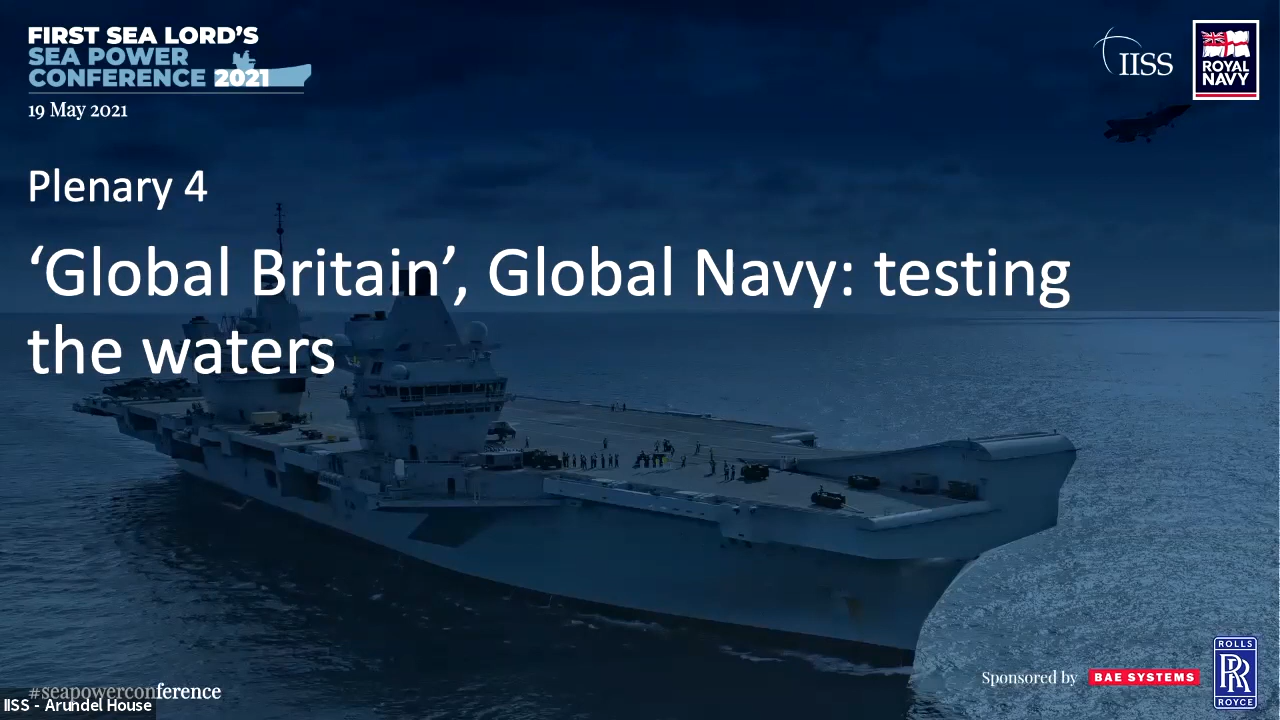 FIRST SEA LORD'S
SEA POWER
CONFERENCE 2021
19 May 2021
IISS
ROYAL
NAVY
Plenary 4
‘Global Britain’, Global Navy: testing
the waters
Sponsored by BAE SYSTEMS
ROLLS
RR
ROYCE
#seapowerconference
IISS - Arundel House